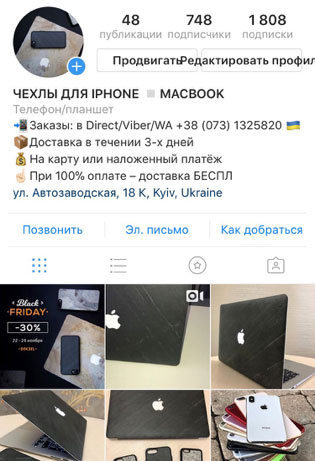 48 748 1 808
публикации подписчики подписки
Продвигать Редактировать профил
ЧЕХЛЫ ДЛЯ IPHONE ◽ MACBOOK
Телефон/планшет
📲Заказы: в Direct/Viber/WA +38 (073) 1325820 🇺🇦
📦Доставка в течении 3-х дней
💰На карту или наложенный платёж
☝🏻При 100% оплате – доставка БЕСПЛ
ул. Автозаводская, 18 К, Kyiv, Ukraine
Позвонить Эл. письмо Как добраться
Black
FRIDAY
-30%
22 - 24 ноября